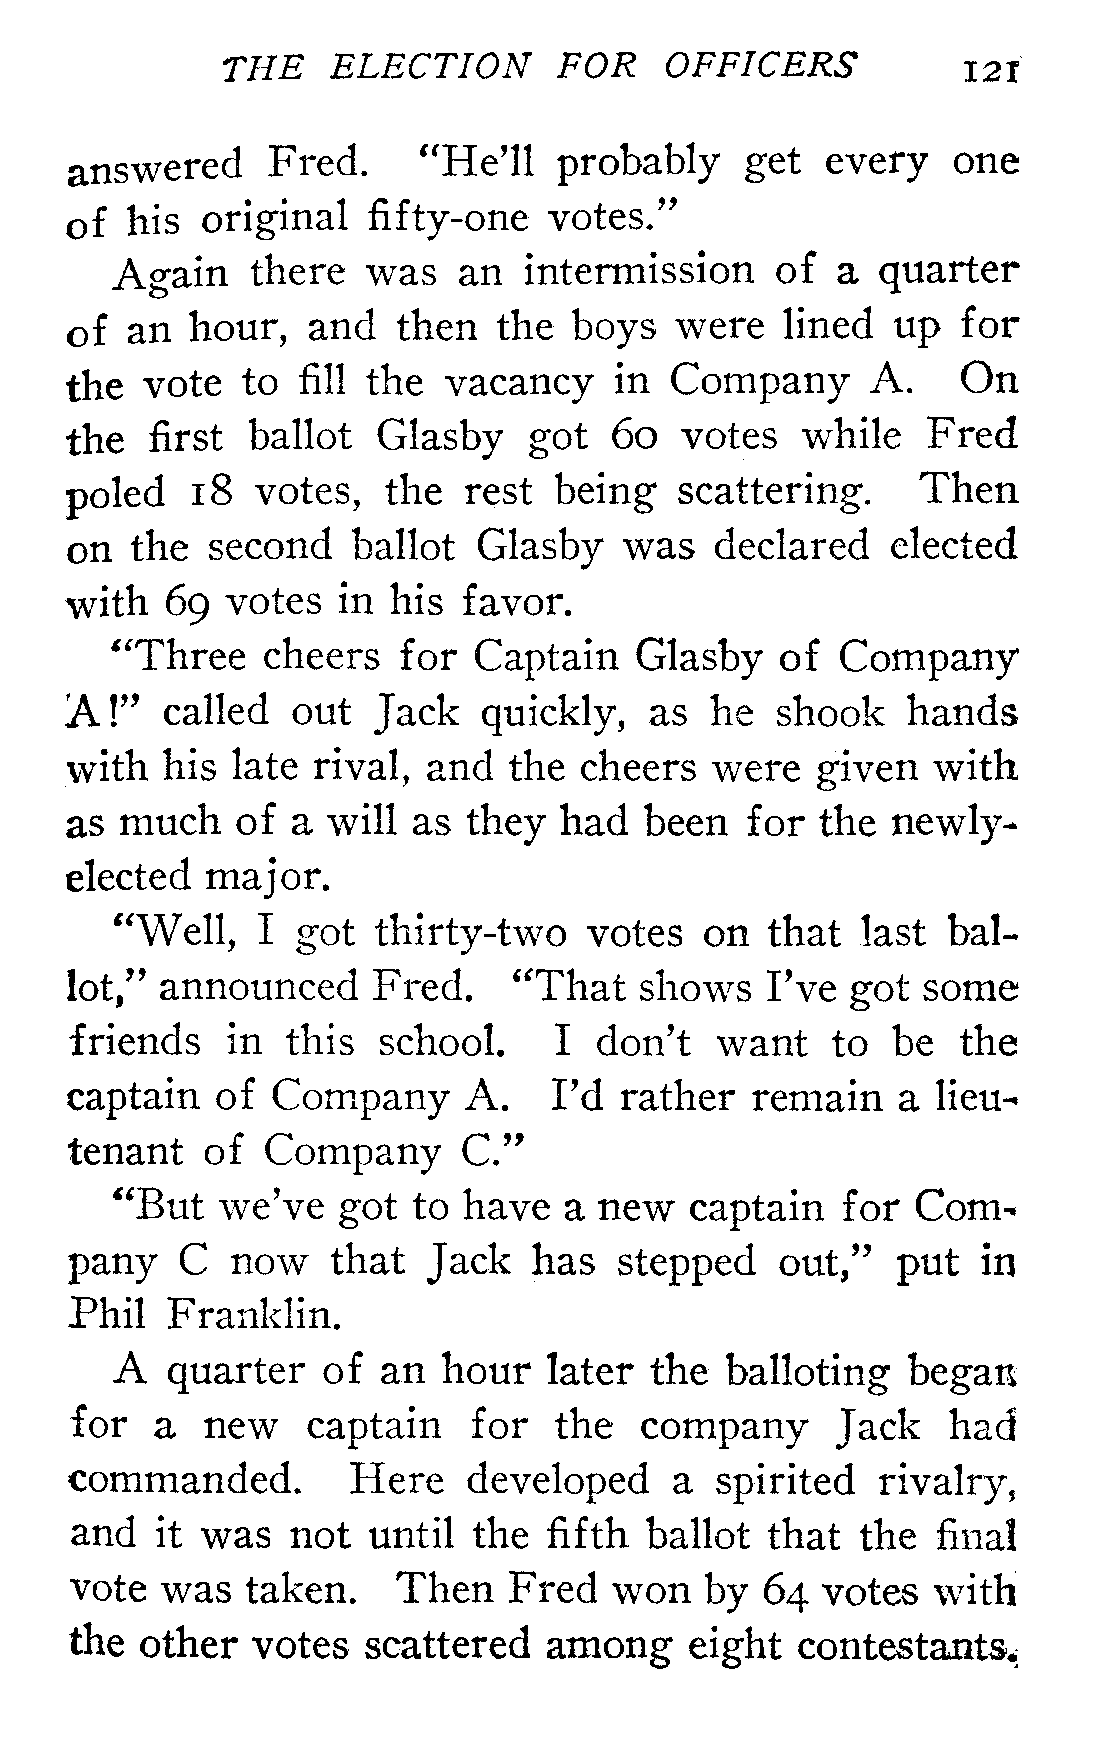 THE ELECTION FOR OFFICERS 121
answered Fred. “He’ll probably get every one
of his original fifty-one votes.”
Again there was an intermission of a quarter
of an hour, and then the boys were lined up for
the vote to fill the vacancy in Company A. On
the first ballot Glasby got 60 votes while Fred
poled 18 votes, the rest being scattering. Then
on the second ballot Glasby was declared elected
with 69 votes in his favor.
“Three cheers for Captain Glasby of Company
A!” called out Jack quickly, as he shook hands
with his late rival, and the cheers were given with
as much of a will as they had been for the newly-
elected major.
“Well, I got thirty-two votes on that last bal-
lot,” announced Fred. “That shows I’ve got some
friends in this school. I don’t want to be the
captain of Company A. I’d rather remain a lieu-
tenant of Company C.”
“But we’ve got to have a new captain for Com-
pany C now that Jack has stepped out,” put in
Phil Franklin.
A quarter of an hour later the balloting began
for a new captain for the company Jack had
commanded. Here developed a spirited rivalry,
and it was not until the fifth ballot that the final
vote was taken. Then Fred won by 64 votes with
the other votes scattered among eight contestants.